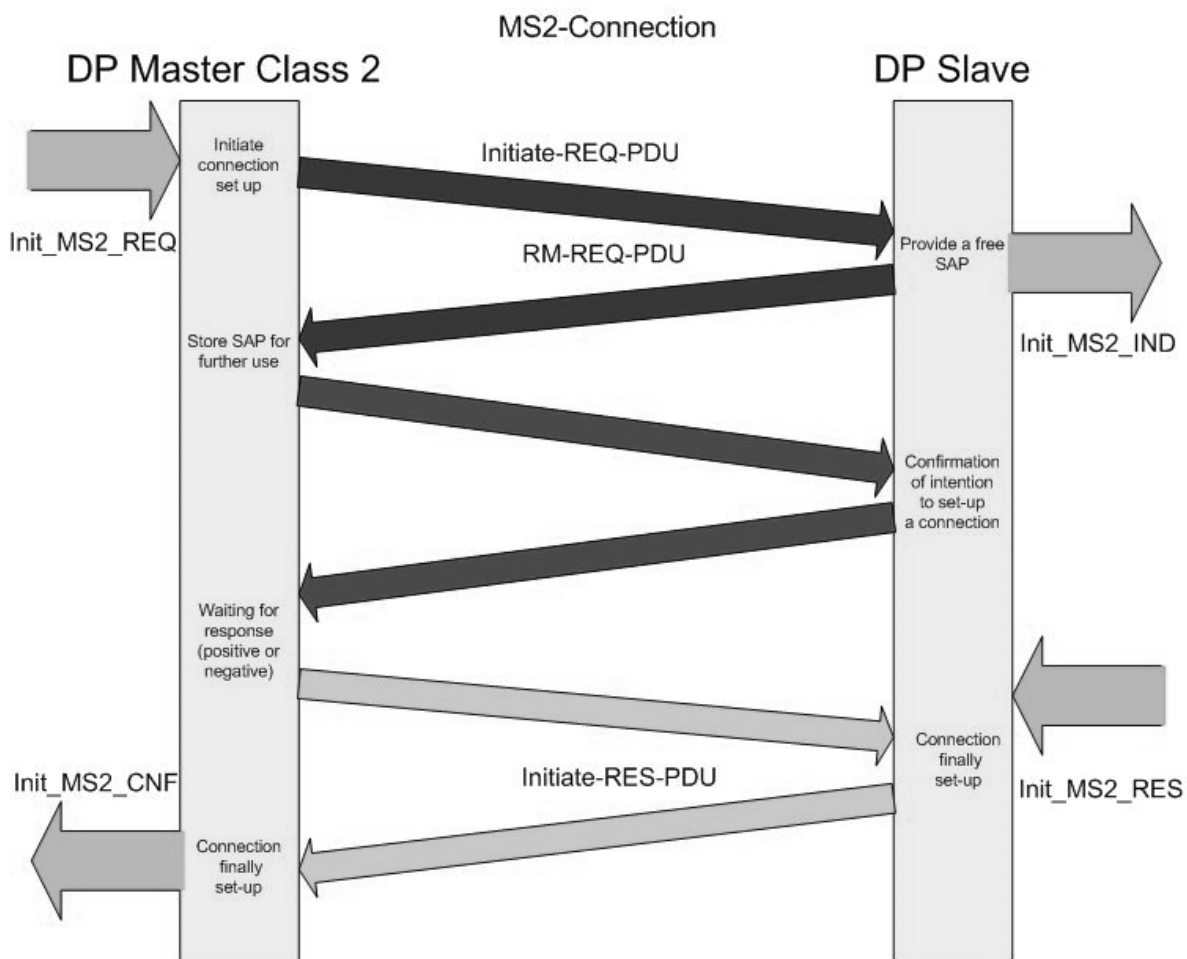 MS2-Connection
DP Master Class 2
DP Slave
Initiate
connection
set up
Initiate-REQ-PDU
Init_MS2_REQ
RM-REQ-PDU
Provide a free
SAP
Init_MS2_IND
Store SAP for
further use
Confirmation
of intention
to set-up
a connection
Waiting for
response
(positive or
negative)
Connection
finally
set-up
Init_MS2_CNF
Initiate-RES-PDU
Init_MS2_RES
Connection
finally
set-up